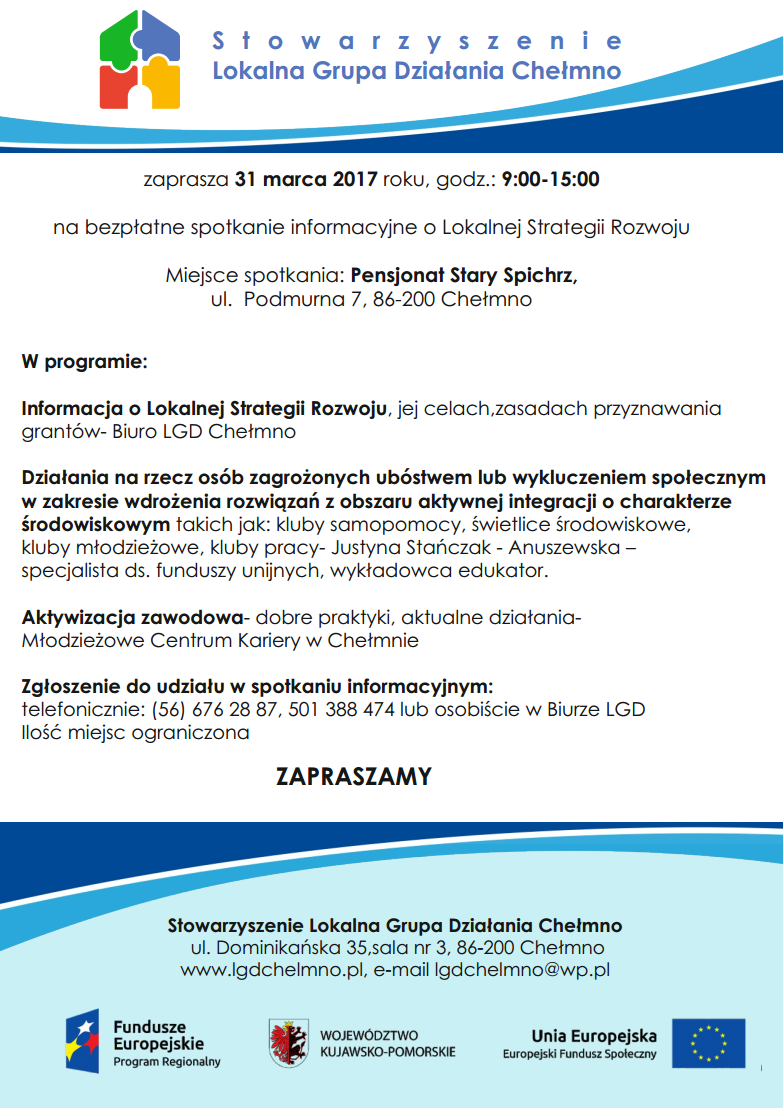 Stowarzyszenie
Lokalna Grupa Działania Chełmno
zaprasza 31 marca 2017 roku, godz.: 9:00-15:00
na bezpłatne spotkanie informacyjne o Lokalnej Strategii Rozwoju
Miejsce spotkania: Pensjonat Stary Spichrz,
ul. Podmurna 7, 86-200 Chełmno
W programie:
Informacja o Lokalnej Strategii Rozwoju, jej celach,zasadach przyznawania
grantów- Biuro LGD Chełmno
Działania na rzecz osób zagrożonych ubóstwem lub wykluczeniem społecznym
w zakresie wdrożenia rozwiązań z obszaru aktywnej integracji o charakterze
środowiskowym takich jak: kluby samopomocy, świetlice środowiskowe,
kluby młodzieżowe, kluby pracy- Justyna Stańczak - Anuszewska –
specjalista ds. funduszy unijnych, wykładowca edukator.
Aktywizacja zawodowa- dobre praktyki, aktualne działania-
Młodzieżowe Centrum Kariery w Chełmnie
Zgłoszenie do udziału w spotkaniu informacyjnym:
telefonicznie: (56) 676 28 87, 501 388 474 lub osobiście w Biurze LGD
Ilość miejsc ograniczona
ZAPRASZAMY
Stowarzyszenie Lokalna Grupa Działania Chełmno
ul. Dominikańska 35,sala nr 3, 86-200 Chełmno
www.lgdchelmno.pl, e-mail lgdchelmno@wp.pl
Fundusze
Europejskie
Program Regionalny
WOJEWÓDZTWO
KUJAWSKO-POMORSKIE
Unia Europejska
Europejski Fundusz Społeczny